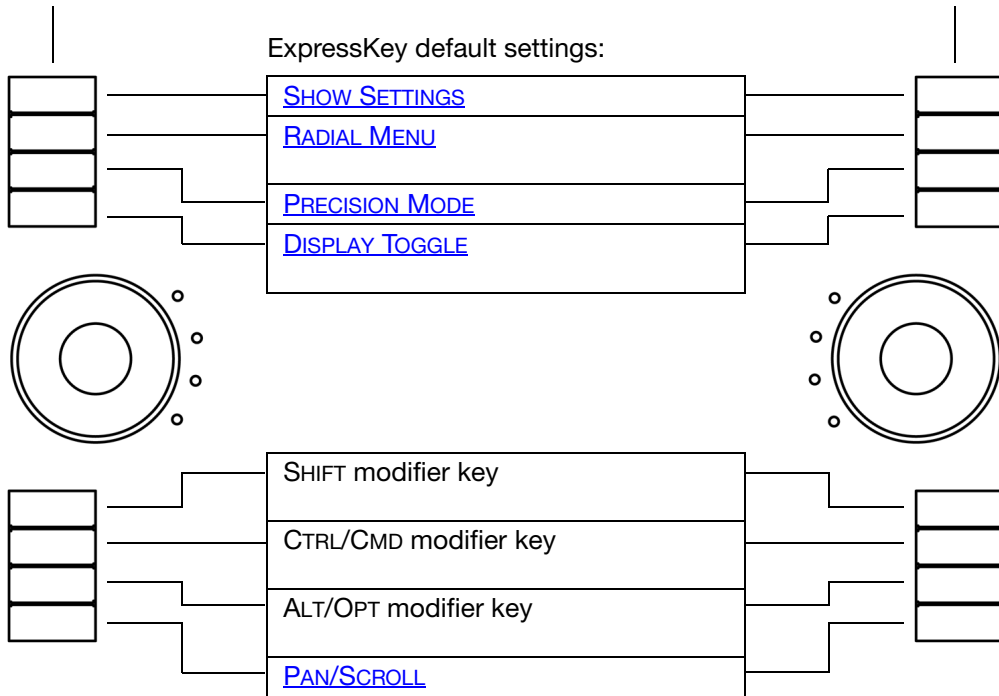 ExpressKey default settings:
SHOW SETTINGS
RADIAL MENU
PRECISION MODE
DISPLAY TOGGLE
SHIFT modifier key
CTRL/CMD modifier key
ALT/OPT modifier key
PAN/SCROLL